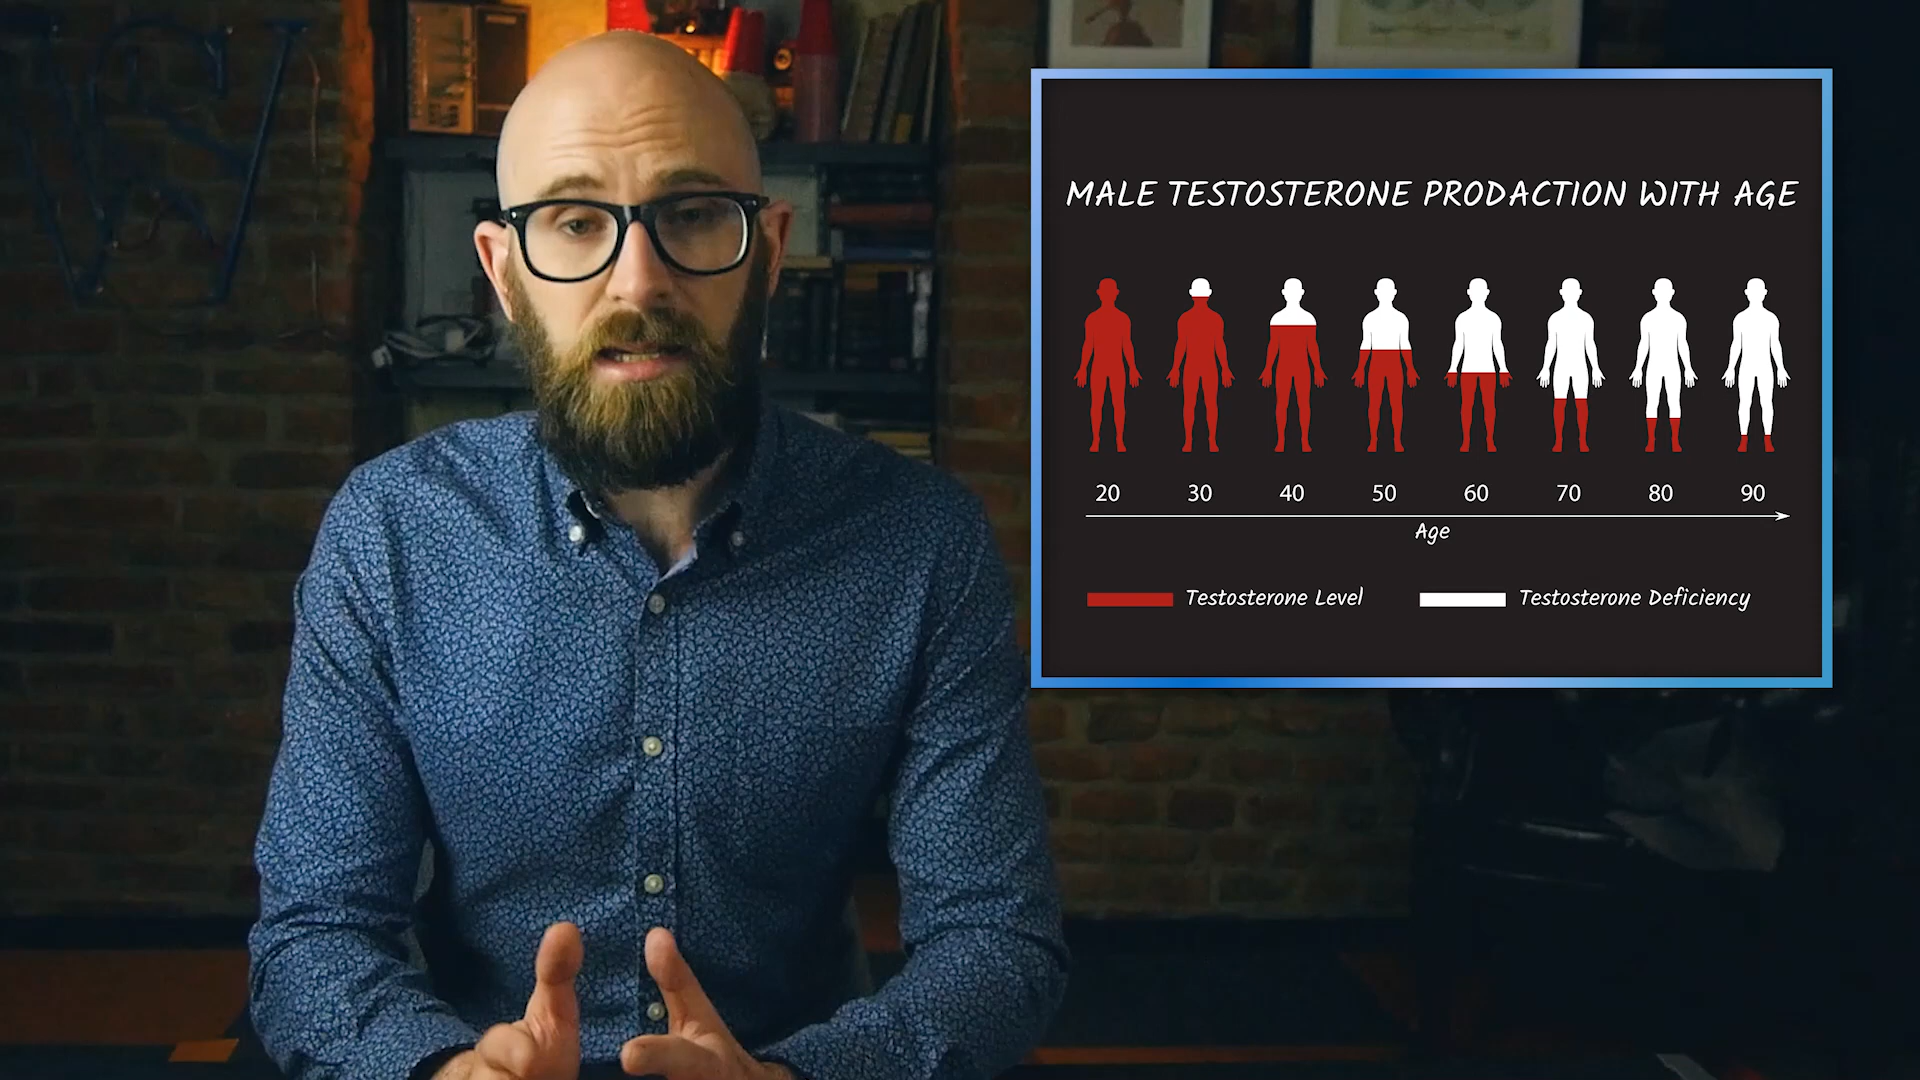 MALE TESTOSTERONE PRODACTION WITH AGE
20 30 40 50 60 70 80 90
Age
Testosterone Level Testosterone Deficiency